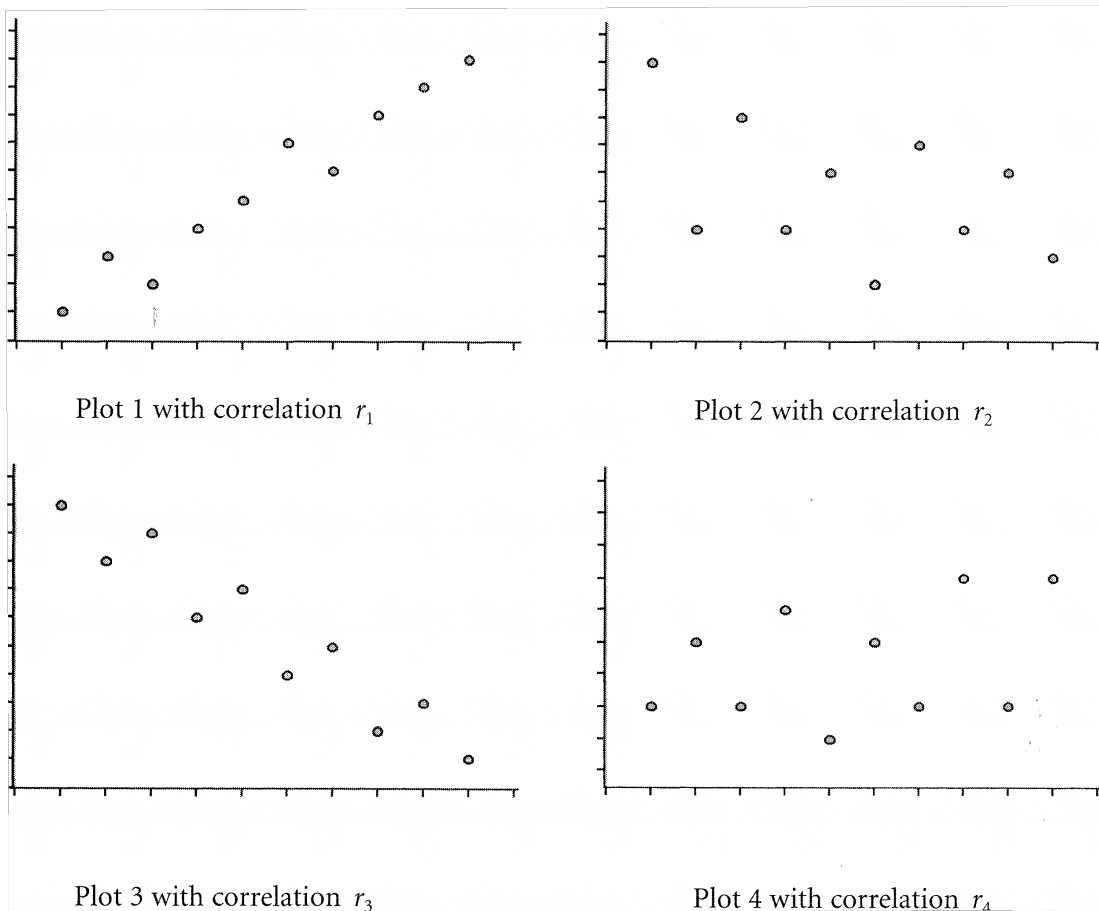 Plot 1 with correlation r₁
Plot 2 with correlation r₂
Plot 3 with correlation r₃
Plot 4 with correlation r₄